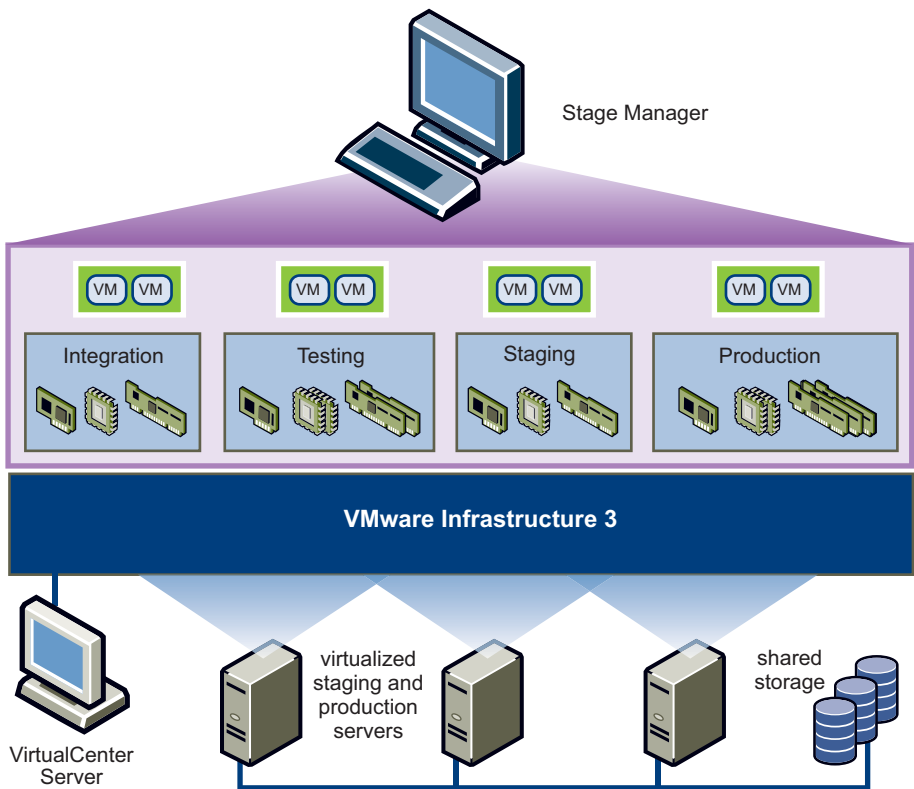 Stage Manager
VM VM VM VM VM VM VM VM
Integration Testing Staging Production
VMware Infrastructure 3
virtualized
staging and
production
servers
shared
storage
VirtualCenter
Server